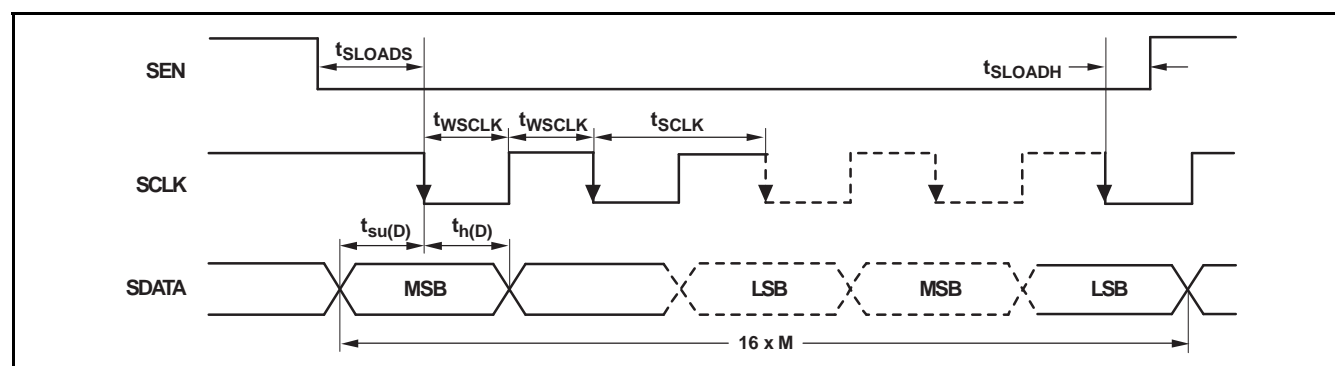 SEN
tSLOADS
tSLOADH
tWSCLK tWSCLK tSCLK
SCLK
tsu(D) th(D)
SDATA MSB LSB MSB LSB
16 x M